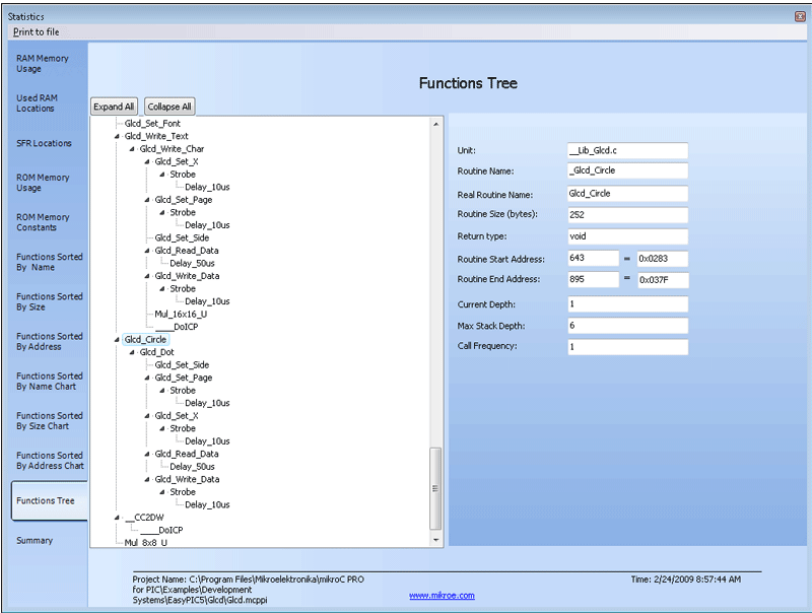 Statistics
Print to file
RAM Memory
Usage
Used RAM
Locations
SFR Locations
ROM Memory
Usage
ROM Memory
Constants
Functions Sorted
By Name
Functions Sorted
By Size
Functions Sorted
By Address
Functions Sorted
By Name Chart
Functions Sorted
By Size Chart
Functions Sorted
By Address Chart
Functions Tree
Summary
Functions Tree
Expand All Collapse All
Glcd_Set_Font
Glcd_Write_Text
Glcd_Write_Char
Glcd_Set_X
Strobe
Delay_10us
Glcd_Set_Page
Strobe
Delay_10us
Glcd_Set_Side
Glcd_Read_Data
Delay_50us
Glcd_Write_Data
Strobe
Delay_10us
Mul_16x16_U
____DoICP
Glcd_Circle
Glcd_Dot
Glcd_Set_Side
Glcd_Set_Page
Strobe
Delay_10us
Glcd_Set_X
Strobe
Delay_10us
Glcd_Read_Data
Delay_50us
Glcd_Write_Data
Strobe
Delay_10us
__CC2DW
____DoICP
Mul_8x8_U
Unit: __Lib_Glcd.c
Routine Name: _Glcd_Circle
Real Routine Name: Glcd_Circle
Routine Size (bytes): 252
Return type: void
Routine Start Address: 643 = 0x0283
Routine End Address: 895 = 0x037F
Current Depth: 1
Max Stack Depth: 6
Call Frequency: 1
Project Name: C:\Program Files\Mikroelektronika\mikroC PRO
for PIC\Examples\Development
Systems\EasyPIC5\Glcd\Glcd.mcppi
www.mikroe.com
Time: 2/24/2009 8:57:44 AM